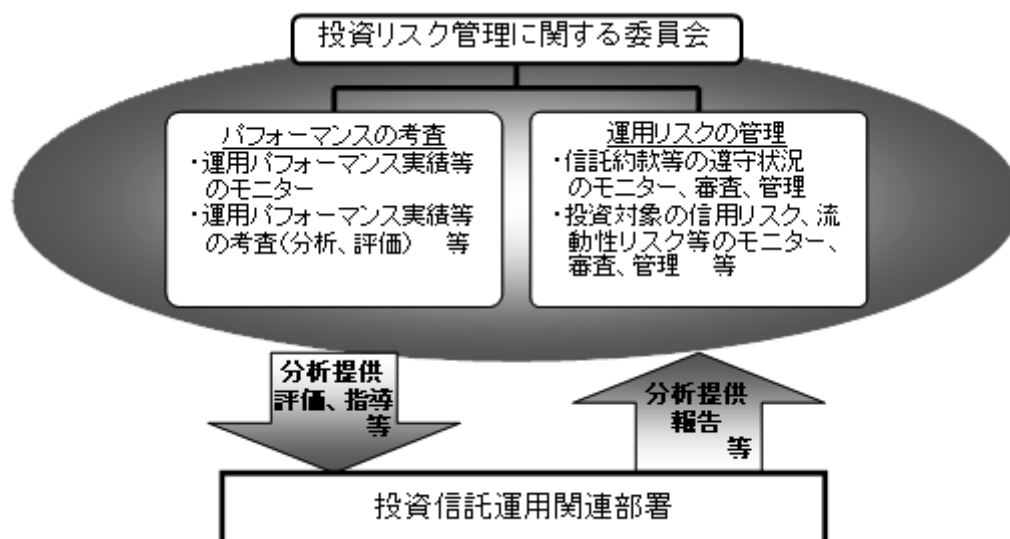 投資リスク管理に関する委員会
パフォーマンスの考査
・運用パフォーマンス実績等
のモニター
・運用パフォーマンス実績等
の考査(分析、評価) 等
運用リスクの管理
・信託約款等の遵守状況
のモニター、審査、管理
・投資対象の信用リスク、流
動性リスク等のモニター、
審査、管理 等
分析提供
評価、指導
等
分析提供
報告
等
投資信託運用関連部署